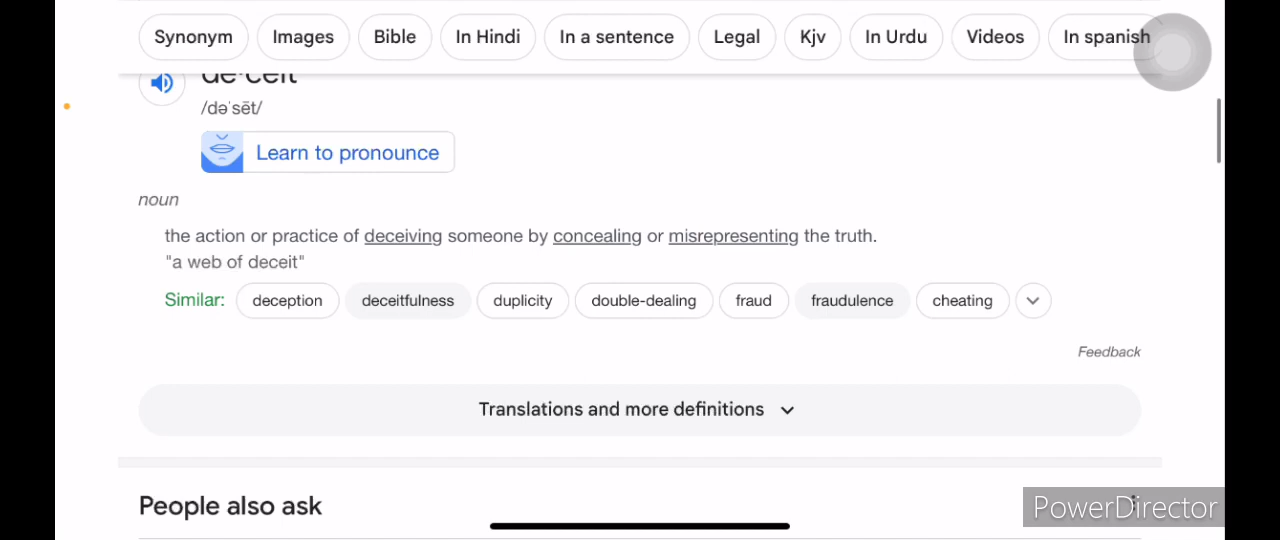 Synonym Images Bible In Hindi In a sentence Legal Kjv In Urdu Videos In spanish
de·ceit
/dəˈsēt/
Learn to pronounce
noun
the action or practice of deceiving someone by concealing or misrepresenting the truth.
"a web of deceit"
Similar: deception deceitfulness duplicity double-dealing fraud fraudulence cheating
Feedback
Translations and more definitions
People also ask
PowerDirector